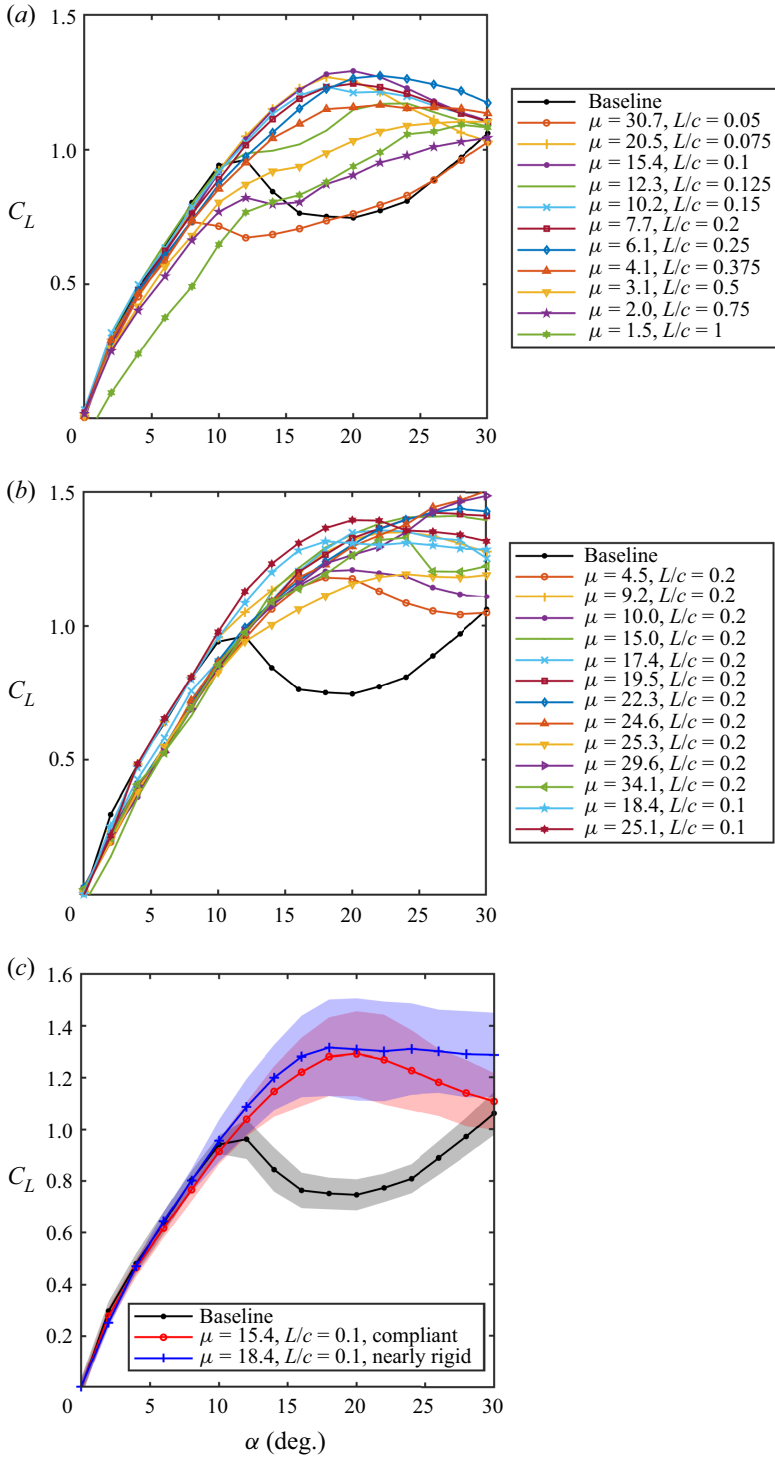 (a)
1.5
1.0
C_L
0.5
0
5
10
15
20
25
30
Baseline
μ = 30.7, L/c = 0.05
μ = 20.5, L/c = 0.075
μ = 15.4, L/c = 0.1
μ = 12.3, L/c = 0.125
μ = 10.2, L/c = 0.15
μ = 7.7, L/c = 0.2
μ = 6.1, L/c = 0.25
μ = 4.1, L/c = 0.375
μ = 3.1, L/c = 0.5
μ = 2.0, L/c = 0.75
μ = 1.5, L/c = 1
(b)
1.5
1.0
C_L
0.5
0
5
10
15
20
25
30
Baseline
μ = 4.5, L/c = 0.2
μ = 9.2, L/c = 0.2
μ = 10.0, L/c = 0.2
μ = 15.0, L/c = 0.2
μ = 17.4, L/c = 0.2
μ = 19.5, L/c = 0.2
μ = 22.3, L/c = 0.2
μ = 24.6, L/c = 0.2
μ = 25.3, L/c = 0.2
μ = 29.6, L/c = 0.2
μ = 34.1, L/c = 0.2
μ = 18.4, L/c = 0.1
μ = 25.1, L/c = 0.1
(c)
1.6
1.4
1.2
1.0
C_L
0.8
0.6
0.4
0.2
0
5
10
15
20
25
30
Baseline
μ = 15.4, L/c = 0.1, compliant
μ = 18.4, L/c = 0.1, nearly rigid
α (deg.)